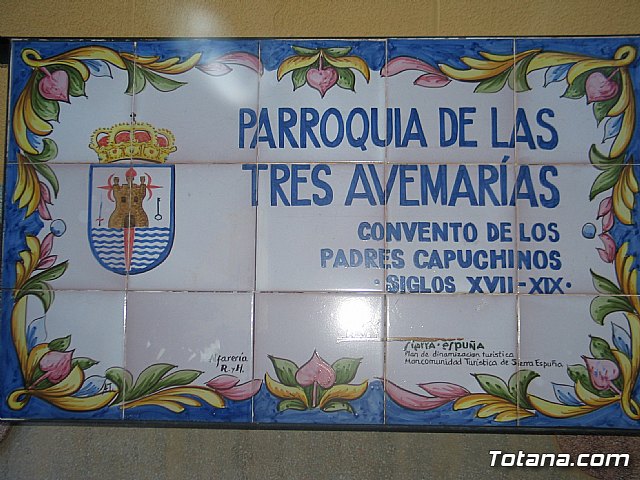 PARROQUIA DE LAS
TRES AVEMARÍAS
CONVENTO DE LOS
PADRES CAPUCHINOS
· SIGLOS XVII-XIX·
Alfarería
R.y H.
SIERRA·ESPUÑA
Plan de dinamización turística
Mancomunidad Turística de Sierra Espuña
Totana.com